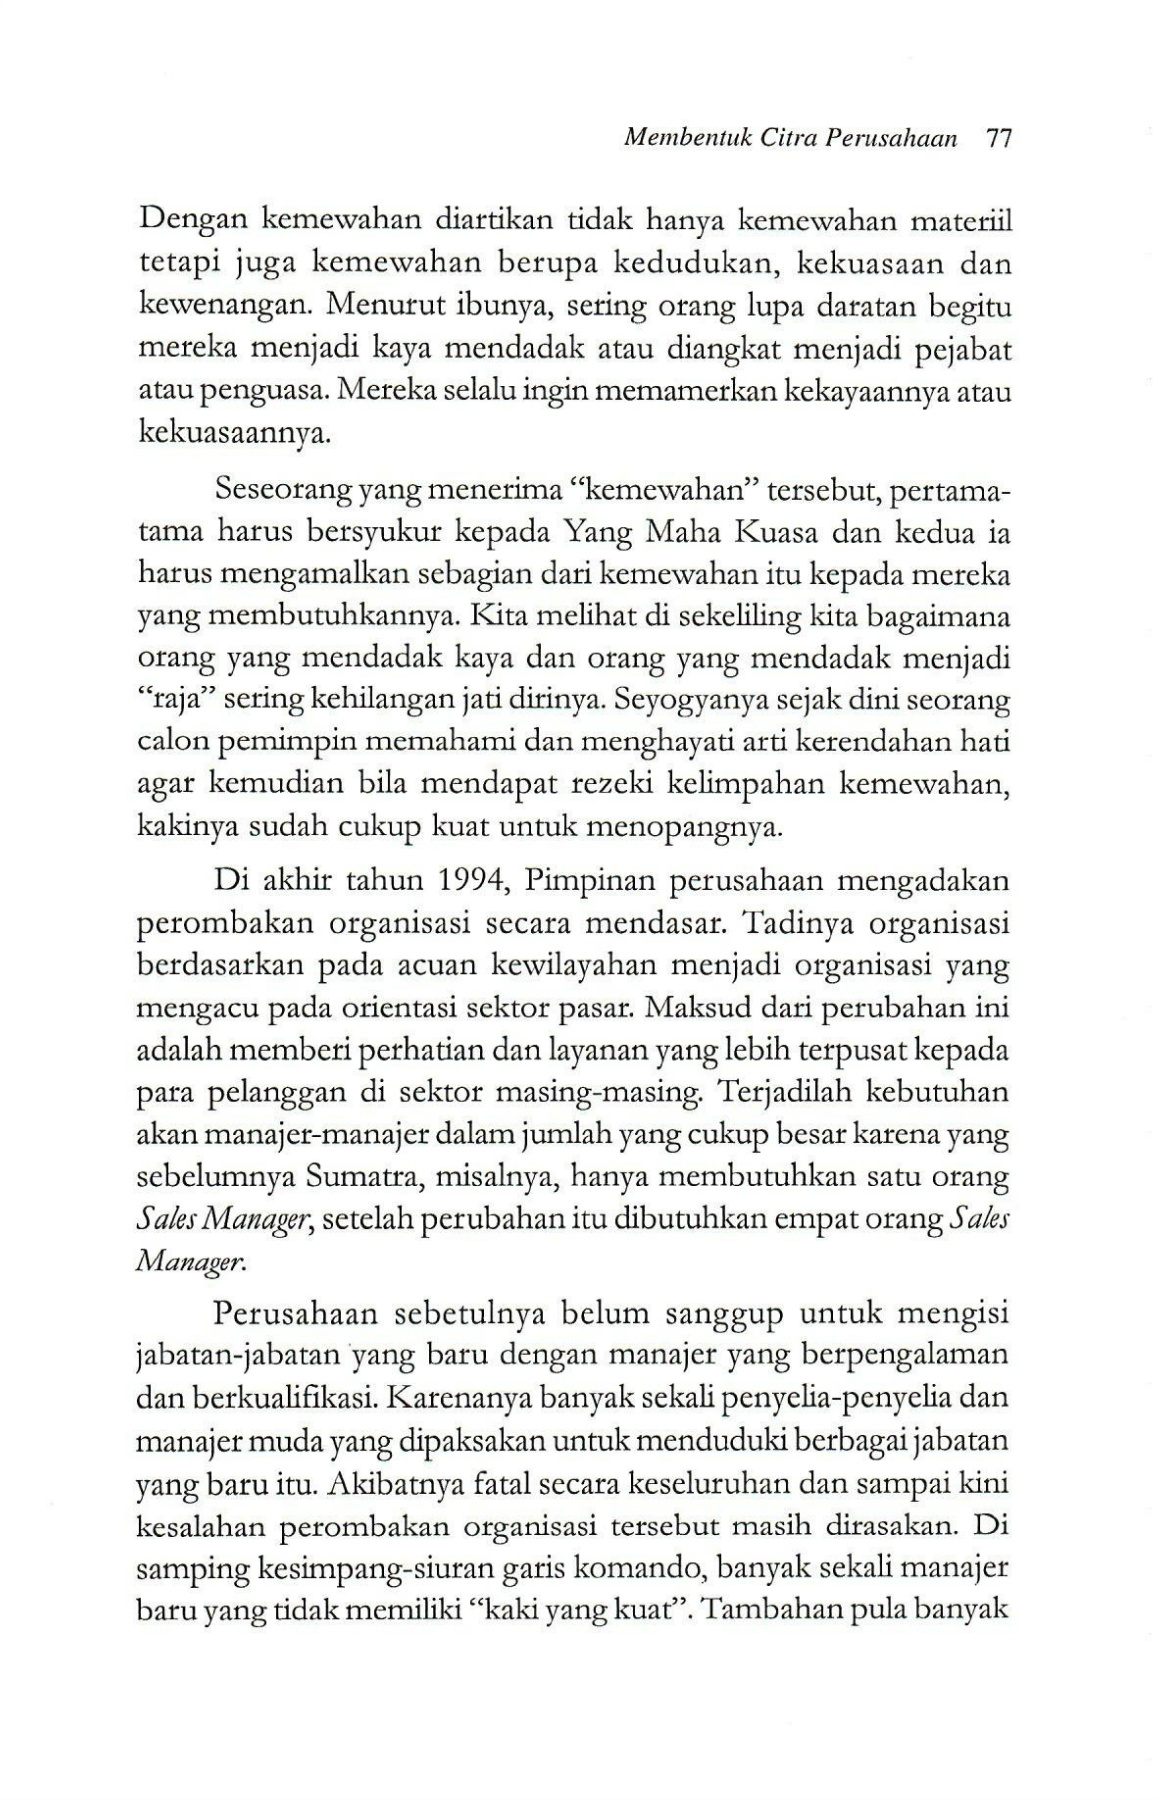 Membentuk Citra Perusahaan 77
Dengan kemewahan diartikan tidak hanya kemewahan materiil
tetapi juga kemewahan berupa kedudukan, kekuasaan dan
kewenangan. Menurut ibunya, sering orang lupa daratan begitu
mereka menjadi kaya mendadak atau diangkat menjadi pejabat
atau penguasa. Mereka selalu ingin memamerkan kekayaannya atau
kekuasaannya.
Seseorang yang menerima “kemewahan” tersebut, pertama-
tama harus bersyukur kepada Yang Maha Kuasa dan kedua ia
harus mengamalkan sebagian dari kemewahan itu kepada mereka
yang membutuhkannya. Kita melihat di sekeliling kita bagaimana
orang yang mendadak kaya dan orang yang mendadak menjadi
“raja” sering kehilangan jati dirinya. Seyogyanya sejak dini seorang
calon pemimpin memahami dan menghayati arti kerendahan hati
agar kemudian bila mendapat rezeki kelimpahan kemewahan,
kakinya sudah cukup kuat untuk menopangnya.
Di akhir tahun 1994, Pimpinan perusahaan mengadakan
perombakan organisasi secara mendasar. Tadinya organisasi
berdasarkan pada acuan kewilayahan menjadi organisasi yang
mengacu pada orientasi sektor pasar. Maksud dari perubahan ini
adalah memberi perhatian dan layanan yang lebih terpusat kepada
para pelanggan di sektor masing-masing. Terjadilah kebutuhan
akan manajer-manajer dalam jumlah yang cukup besar karena yang
sebelumnya Sumatra, misalnya, hanya membutuhkan satu orang
Sales Manager, setelah perubahan itu dibutuhkan empat orang Sales
Manager.
Perusahaan sebetulnya belum sanggup untuk mengisi
jabatan-jabatan yang baru dengan manajer yang berpengalaman
dan berkualifikasi. Karenanya banyak sekali penyelia-penyelia dan
manajer muda yang dipaksakan untuk menduduki berbagai jabatan
yang baru itu. Akibatnya fatal secara keseluruhan dan sampai kini
kesalahan perombakan organisasi tersebut masih dirasakan. Di
samping kesimpang-siuran garis komando, banyak sekali manajer
baru yang tidak memiliki “kaki yang kuat”. Tambahan pula banyak